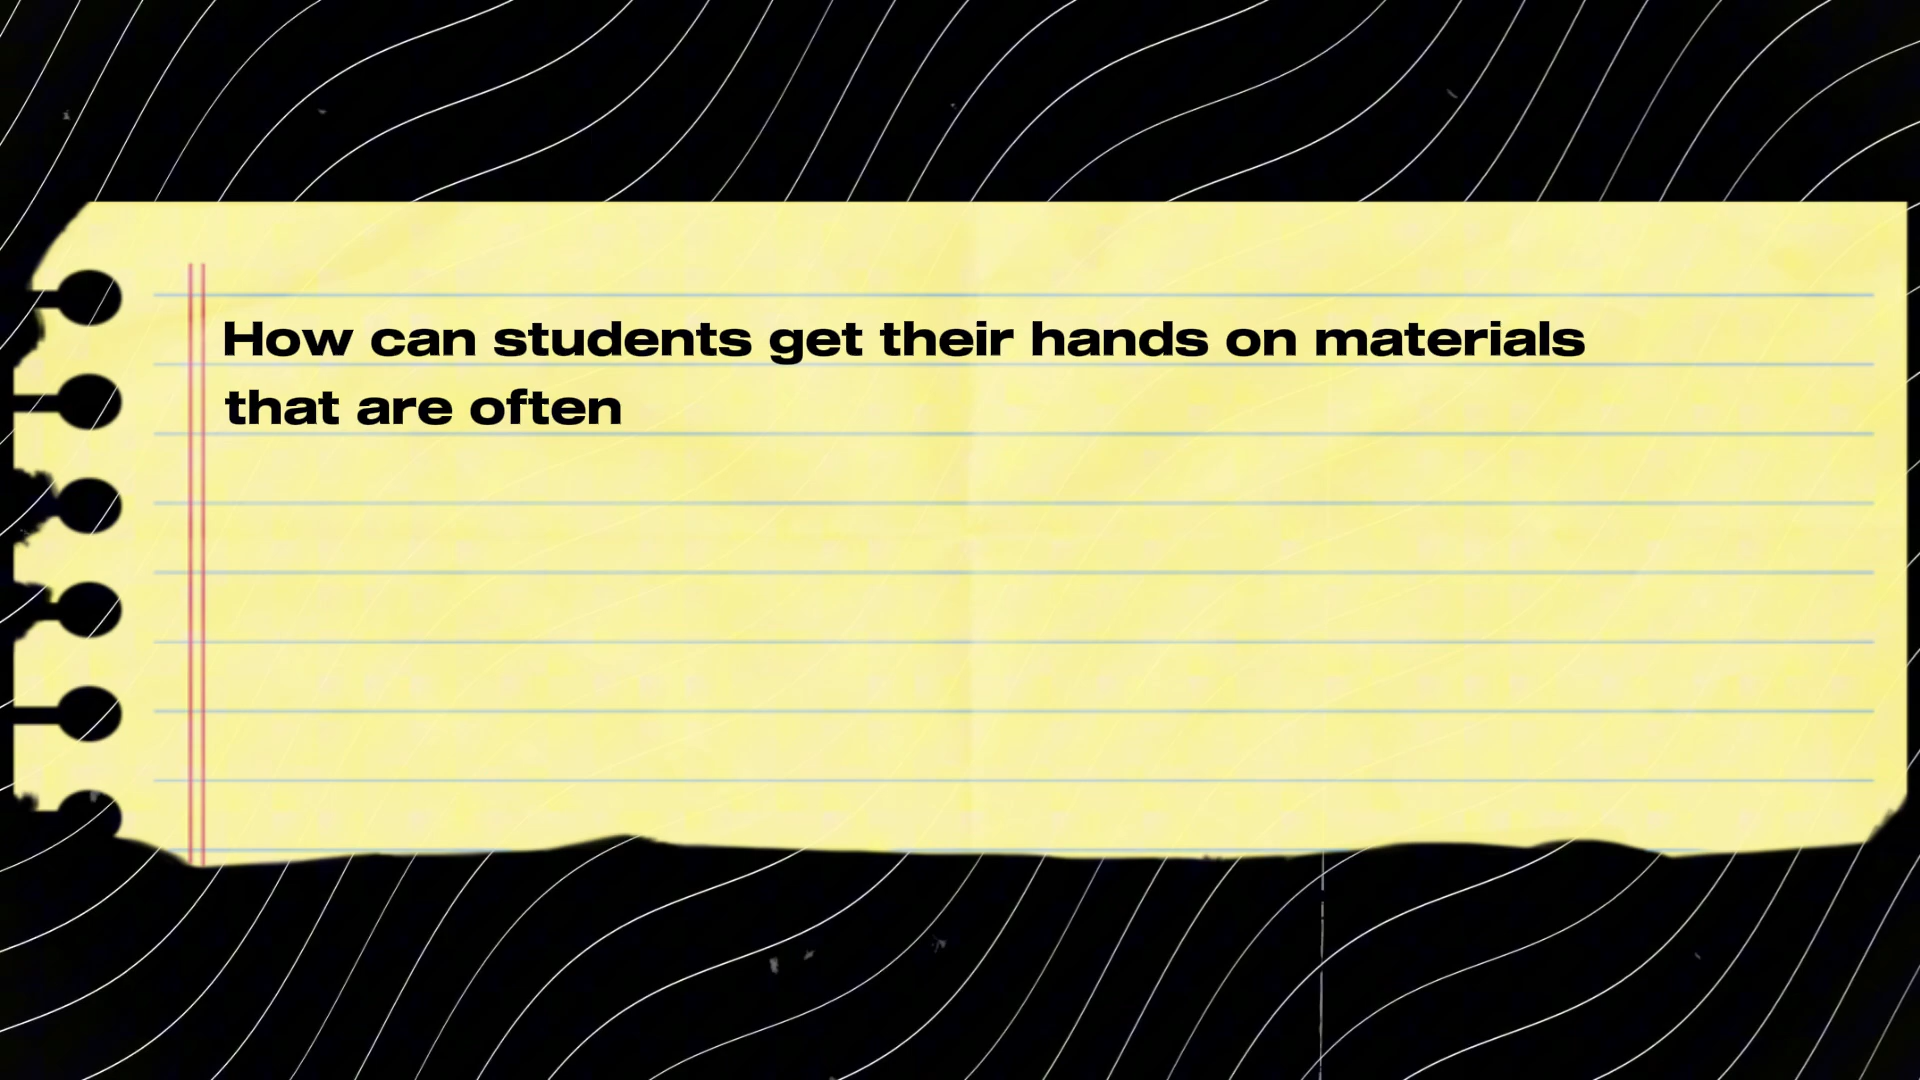 How can students get their hands on materials
that are often